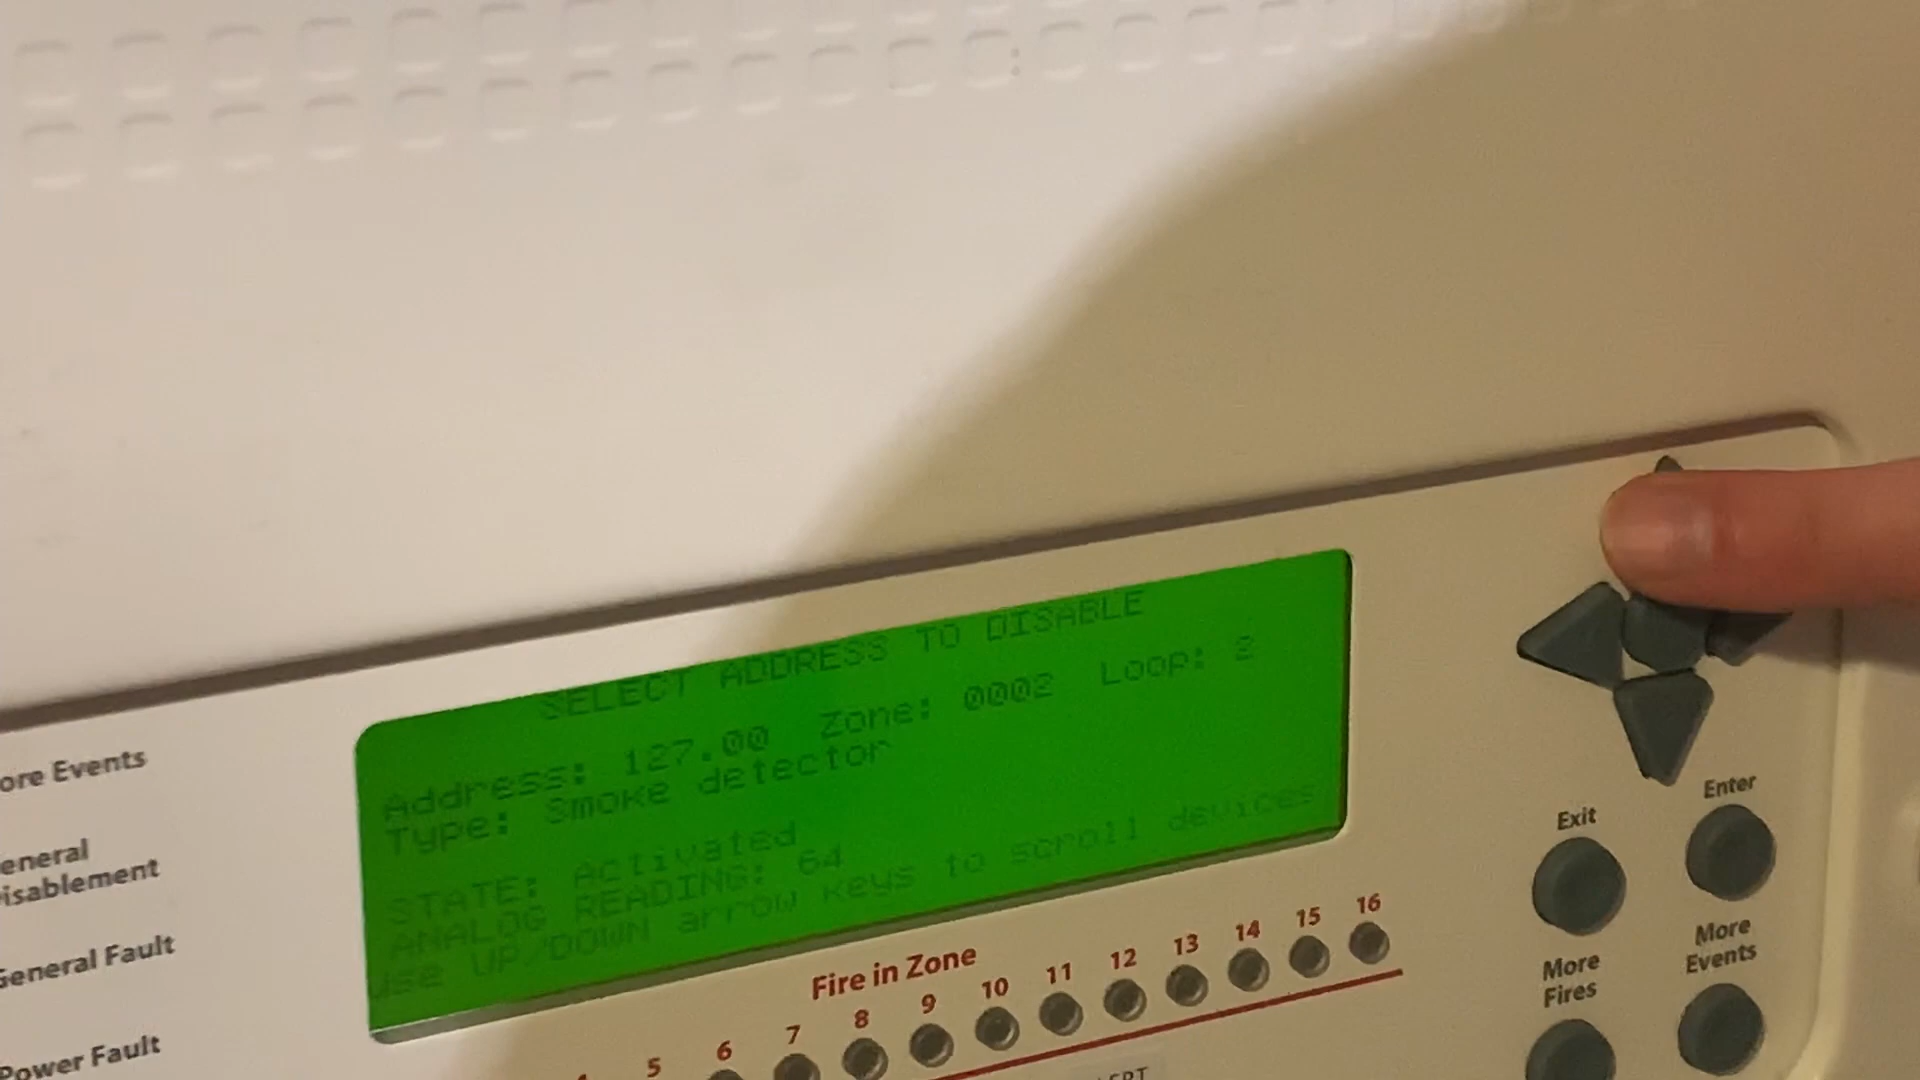 SELECT ADDRESS TO DISABLE
Address: 127.00 Zone: 0002 Loop: 2
Type: Smoke detector
STATE: Activated
ANALOG READING: 64
Use UP/DOWN arrow keys to scroll devices
ore Events
eneral
isablement
General Fault
Power Fault
Fire in Zone
5 6 7 8 9 10 11 12 13 14 15 16
Exit
Enter
More
Fires
More
Events